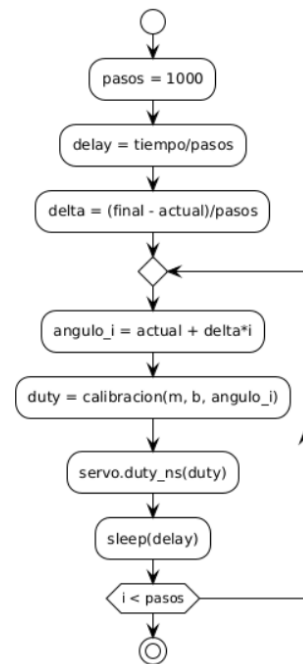 pasos = 1000
delay = tiempo/pasos
delta = (final - actual)/pasos
angulo_i = actual + delta*i
duty = calibracion(m, b, angulo_i)
servo.duty_ns(duty)
sleep(delay)
i < pasos